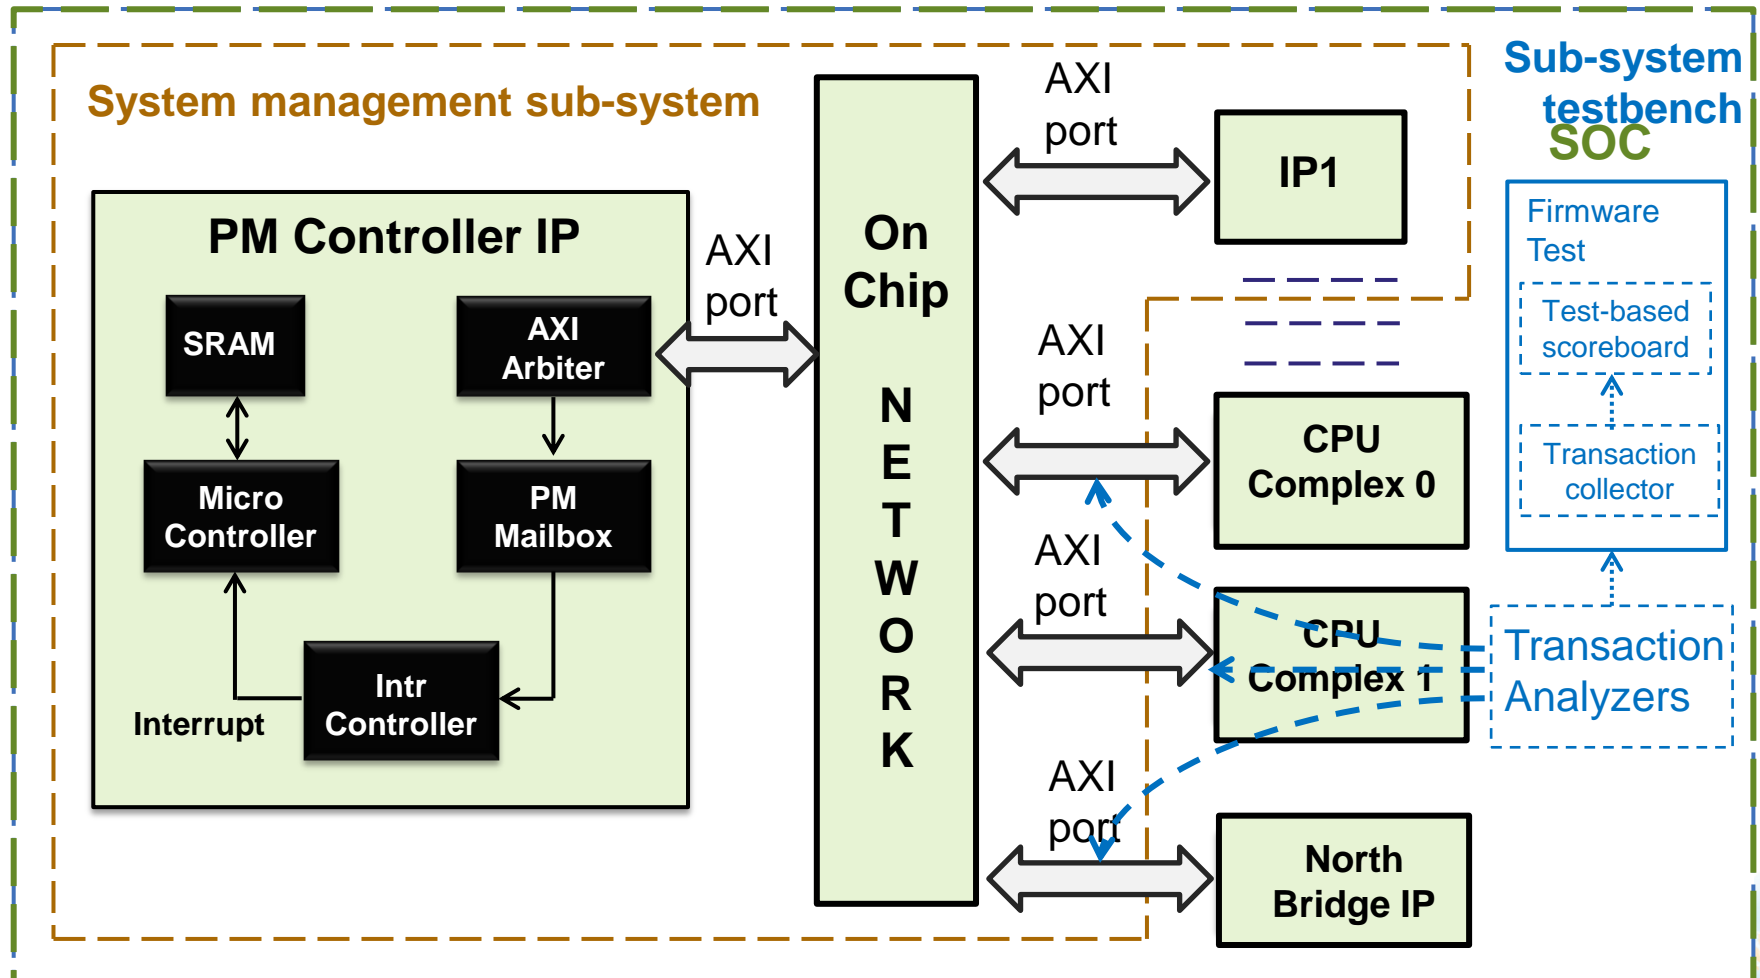 System management sub-system
Sub-system
testbench
SOC
PM Controller IP
SRAM
AXI
Arbiter
Micro
Controller
PM
Mailbox
Intr
Controller
Interrupt
AXI
port
On
Chip
N
E
T
W
O
R
K
AXI
port
IP1
AXI
port
CPU
Complex 0
AXI
port
CPU
Complex 1
AXI
port
North
Bridge IP
Firmware
Test
Test-based
scoreboard
Transaction
collector
Transaction
Analyzers